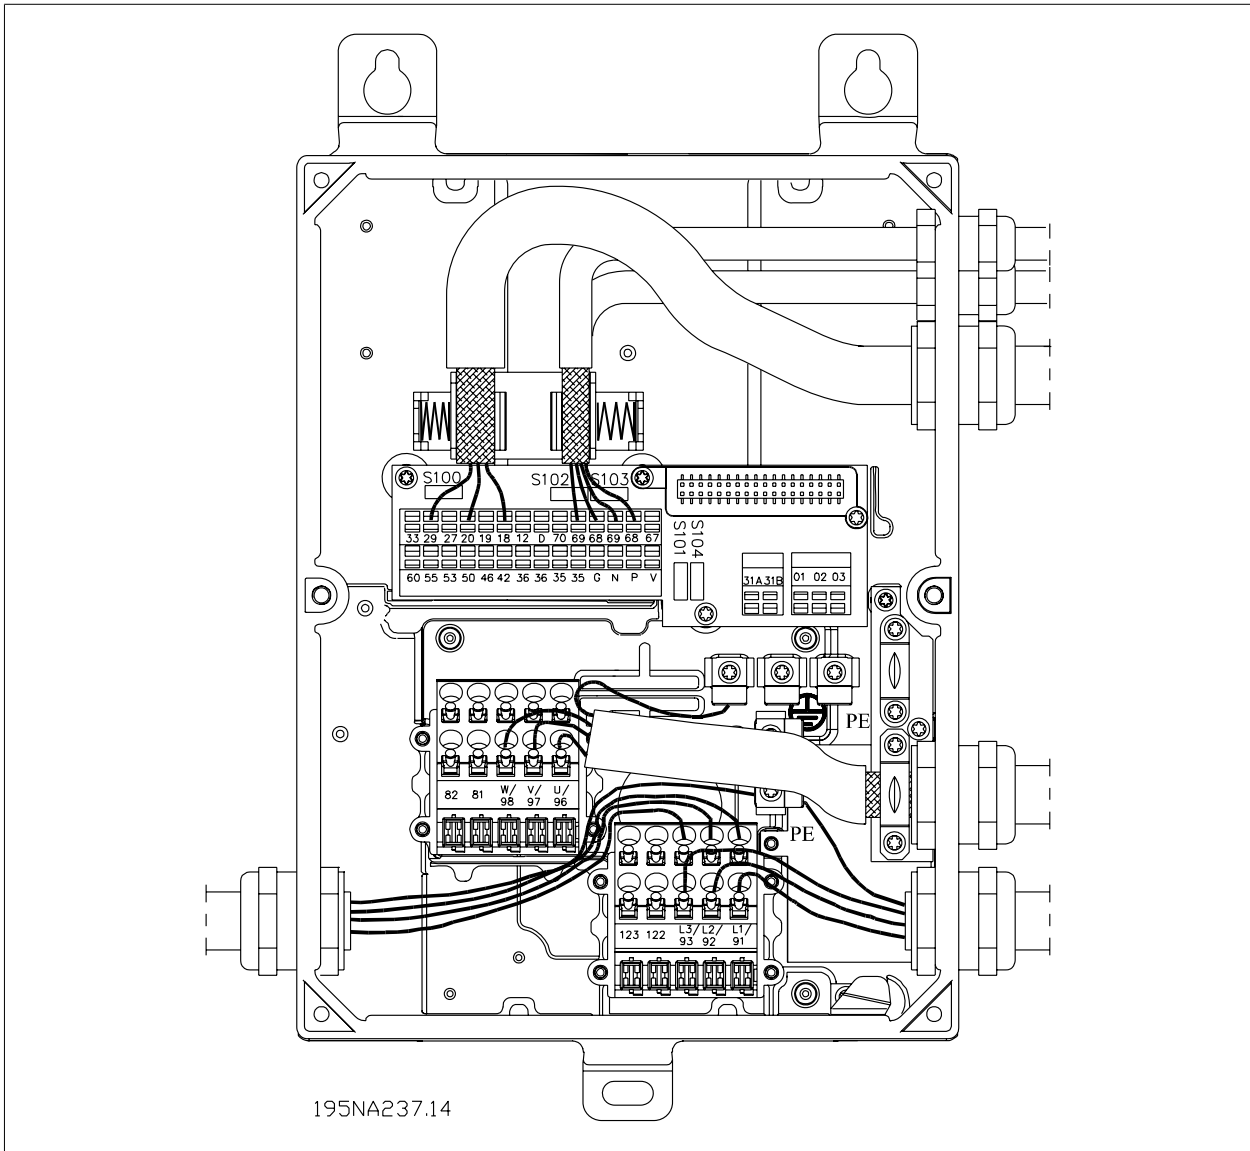 S100
S102
S103
33 29 27 20 19 18 12 D 70 69 68 69 68 67
60 55 53 50 46 42 36 36 35 35 G N P V
S101
S104
31A 31B
01 02 03
PE
82 81 W/ V/ U/
98 97 96
PE
123 122 L3/ L2/ L1/
93 92 91
195NA237.14